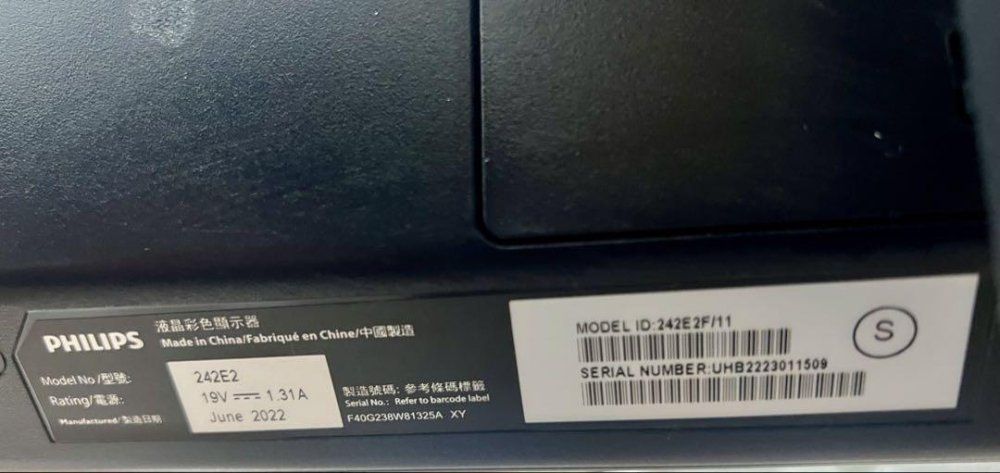 PHILIPS 液晶彩色顯示器
Made in China/Fabriqué en Chine/中國製造
Model No /型號: 242E2
Rating/電源: 19V ⎓ 1.31A
Manufactured/製造日期 June 2022
製造號碼: 參考條碼標籤
Serial No.: Refer to barcode label
F40G238W81325A XY
MODEL ID:242E2F/11
SERIAL NUMBER:UHB2223011509
S